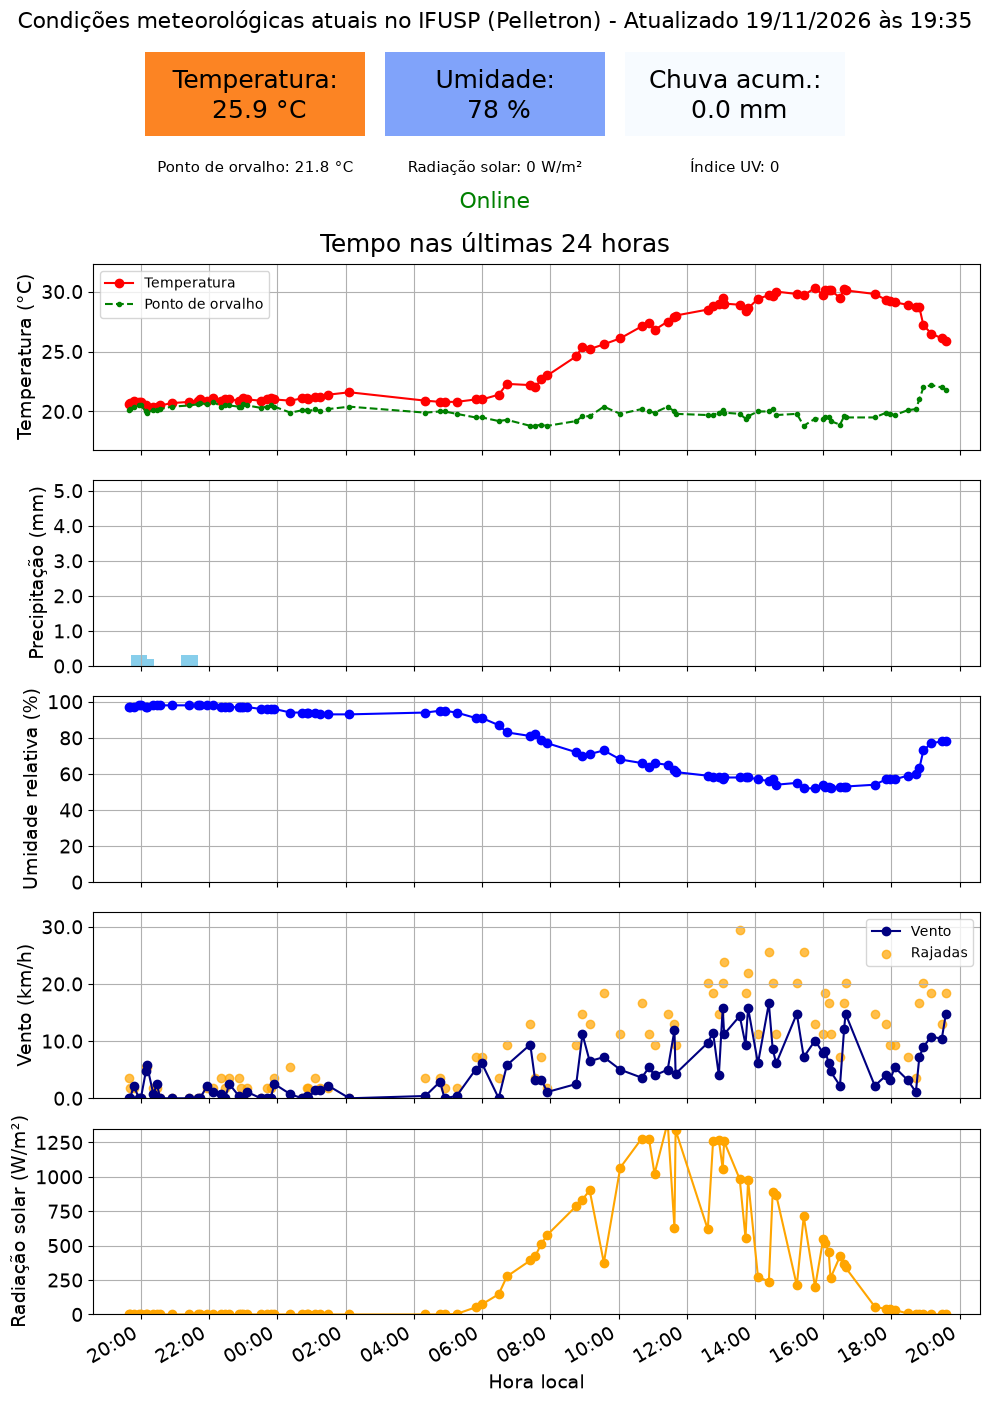 Condições meteorológicas atuais no IFUSP (Pelletron) - Atualizado 19/11/2026 às 19:35
Temperatura:
25.9 °C
Umidade:
78 %
Chuva acum.:
0.0 mm
Ponto de orvalho: 21.8 °C
Radiação solar: 0 W/m²
Índice UV: 0
Online
Tempo nas últimas 24 horas
Temperatura (°C)
30.0
25.0
20.0
Temperatura
Ponto de orvalho
Precipitação (mm)
5.0
4.0
3.0
2.0
1.0
0.0
Umidade relativa (%)
100
80
60
40
20
0
Vento (km/h)
30.0
20.0
10.0
0.0
Vento
Rajadas
Radiação solar (W/m²)
1250
1000
750
500
250
0
20:00
22:00
00:00
02:00
04:00
06:00
08:00
10:00
12:00
14:00
16:00
18:00
20:00
Hora local